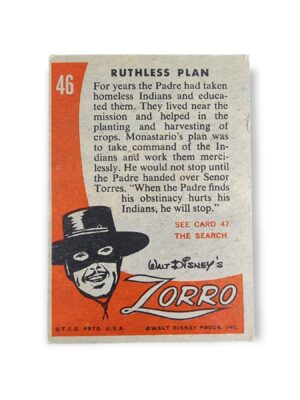 46
RUTHLESS PLAN
For years the Padre had taken
homeless Indians and educa-
ted them. They lived near the
mission and helped in the
planting and harvesting of
crops. Monastario's plan was
to take command of the In-
dians and work them merci-
lessly. He would not stop until
the Padre handed over Senor
Torres. "When the Padre finds
his obstinacy hurts his
Indians, he will stop."
SEE CARD 47
THE SEARCH
WALT DISNEY'S
ZORRO
©T.C.G. PRTD. U.S.A.
©WALT DISNEY PRODS. INC.